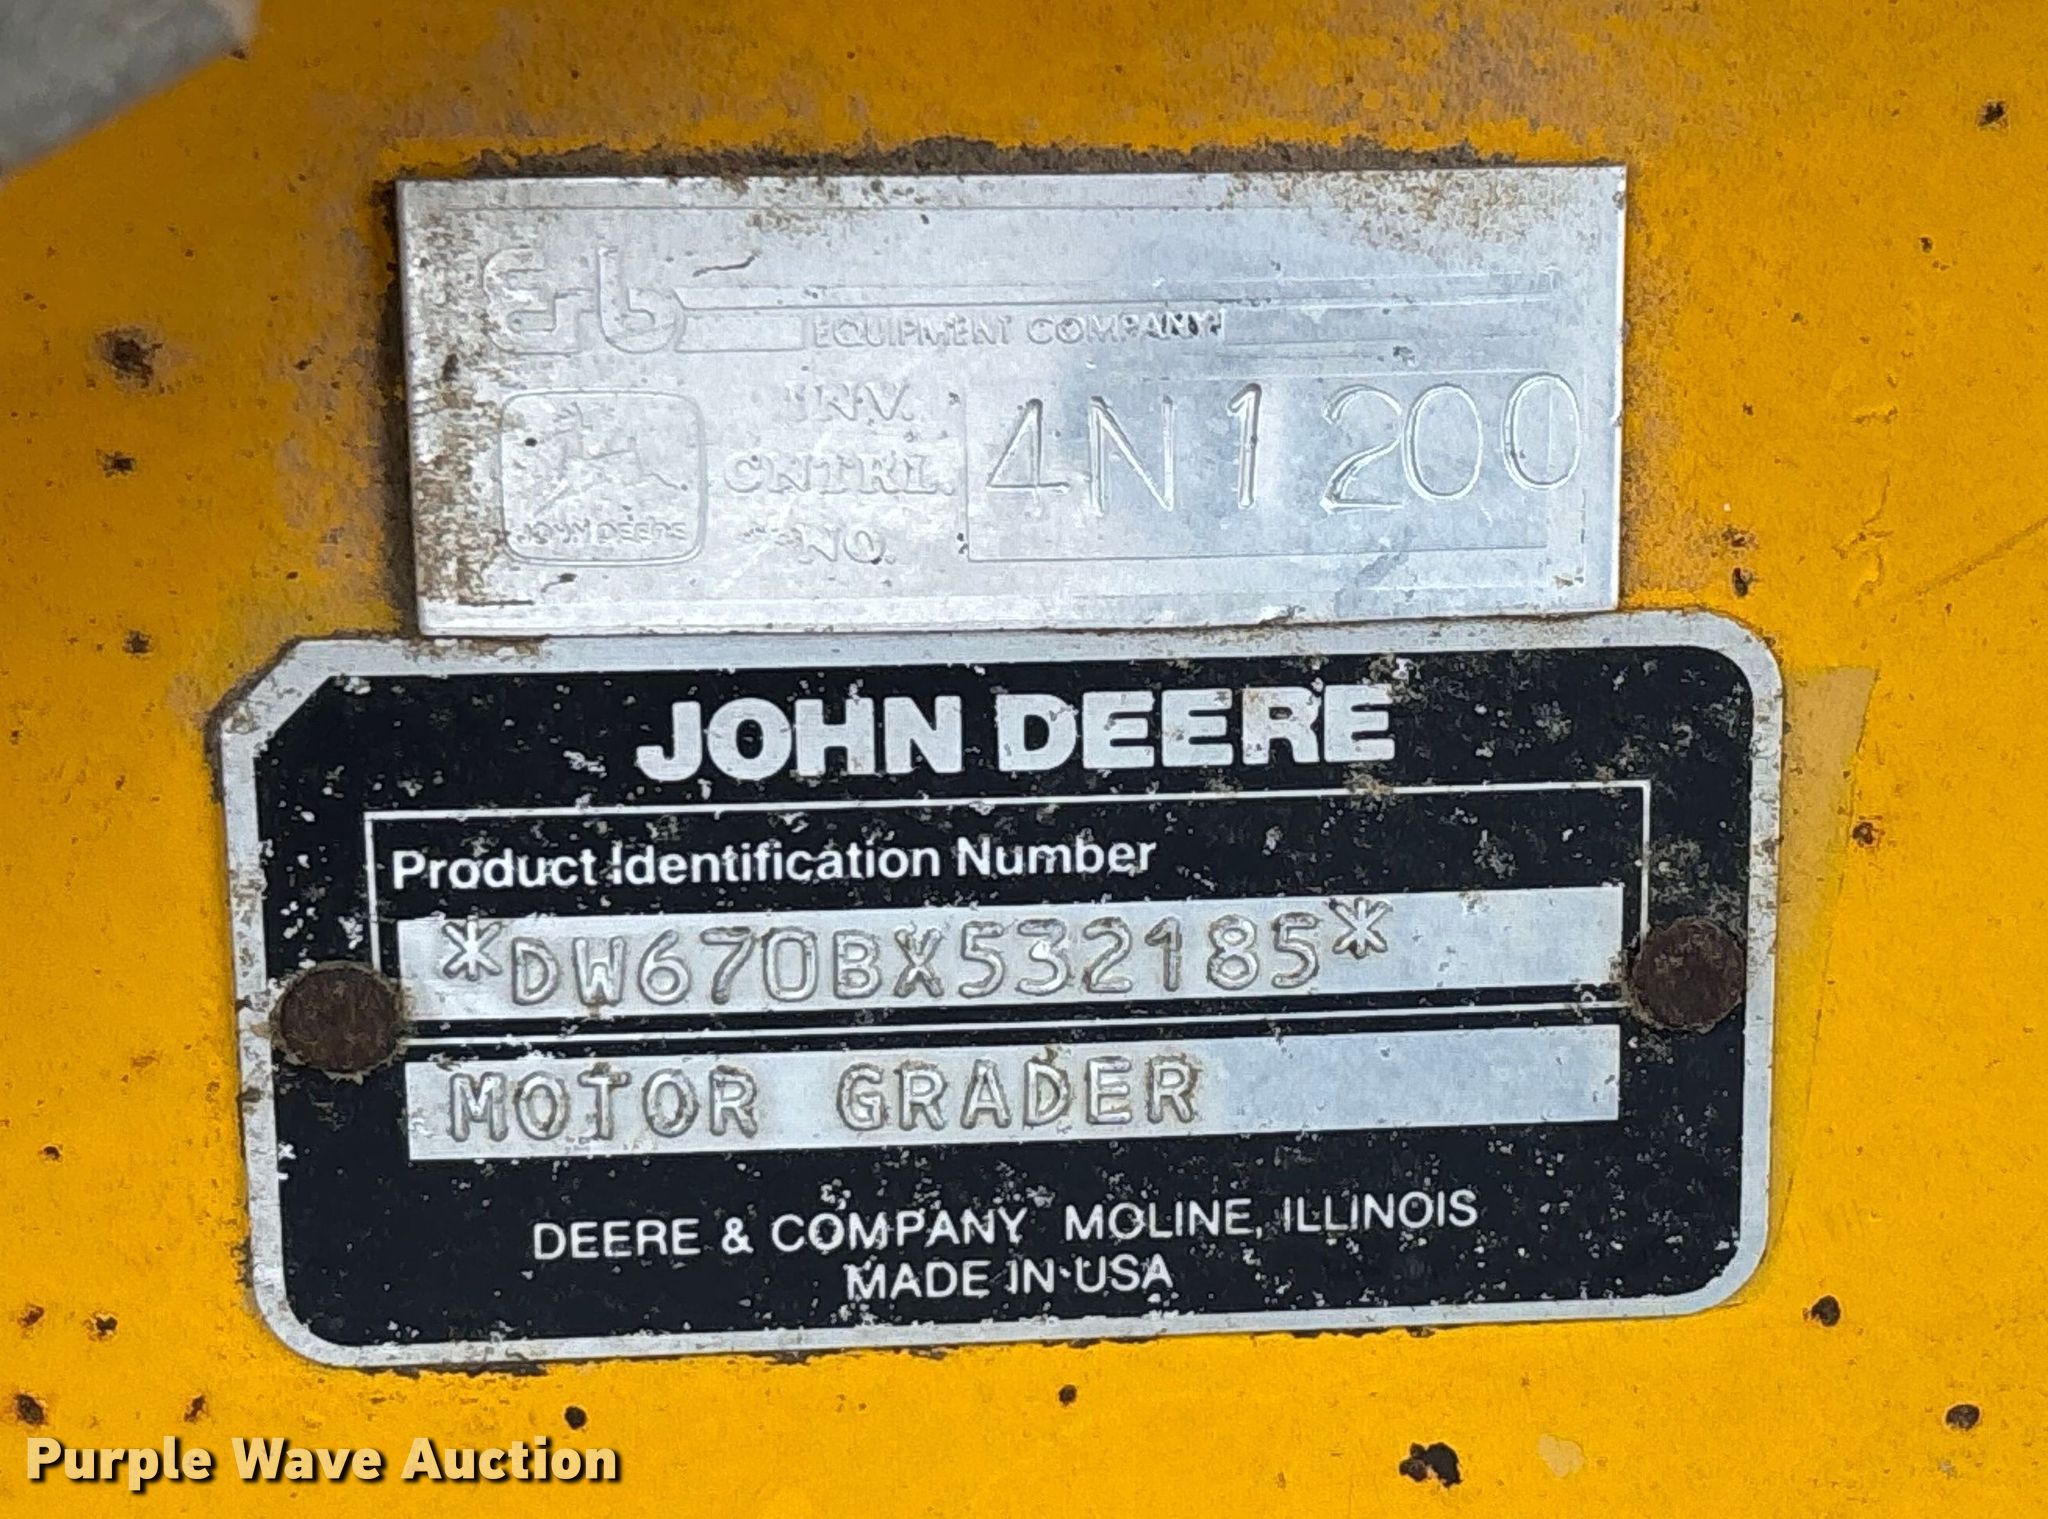 EQUIPMENT COMPANY
INV.
CNTRL.
NO.
4N1200
JOHN DEERE
JOHN DEERE
Product Identification Number
*DW670BX532185*
MOTOR GRADER
DEERE & COMPANY MOLINE, ILLINOIS
MADE IN USA
Purple Wave Auction